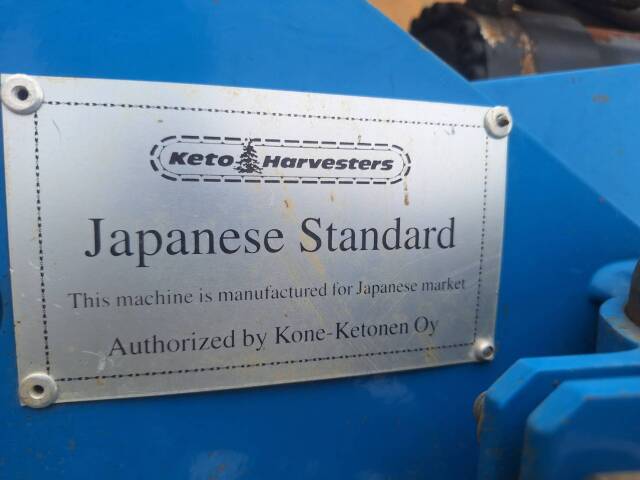 Keto Harvesters
Japanese Standard
This machine is manufactured for Japanese market
Authorized by Kone-Ketonen Oy